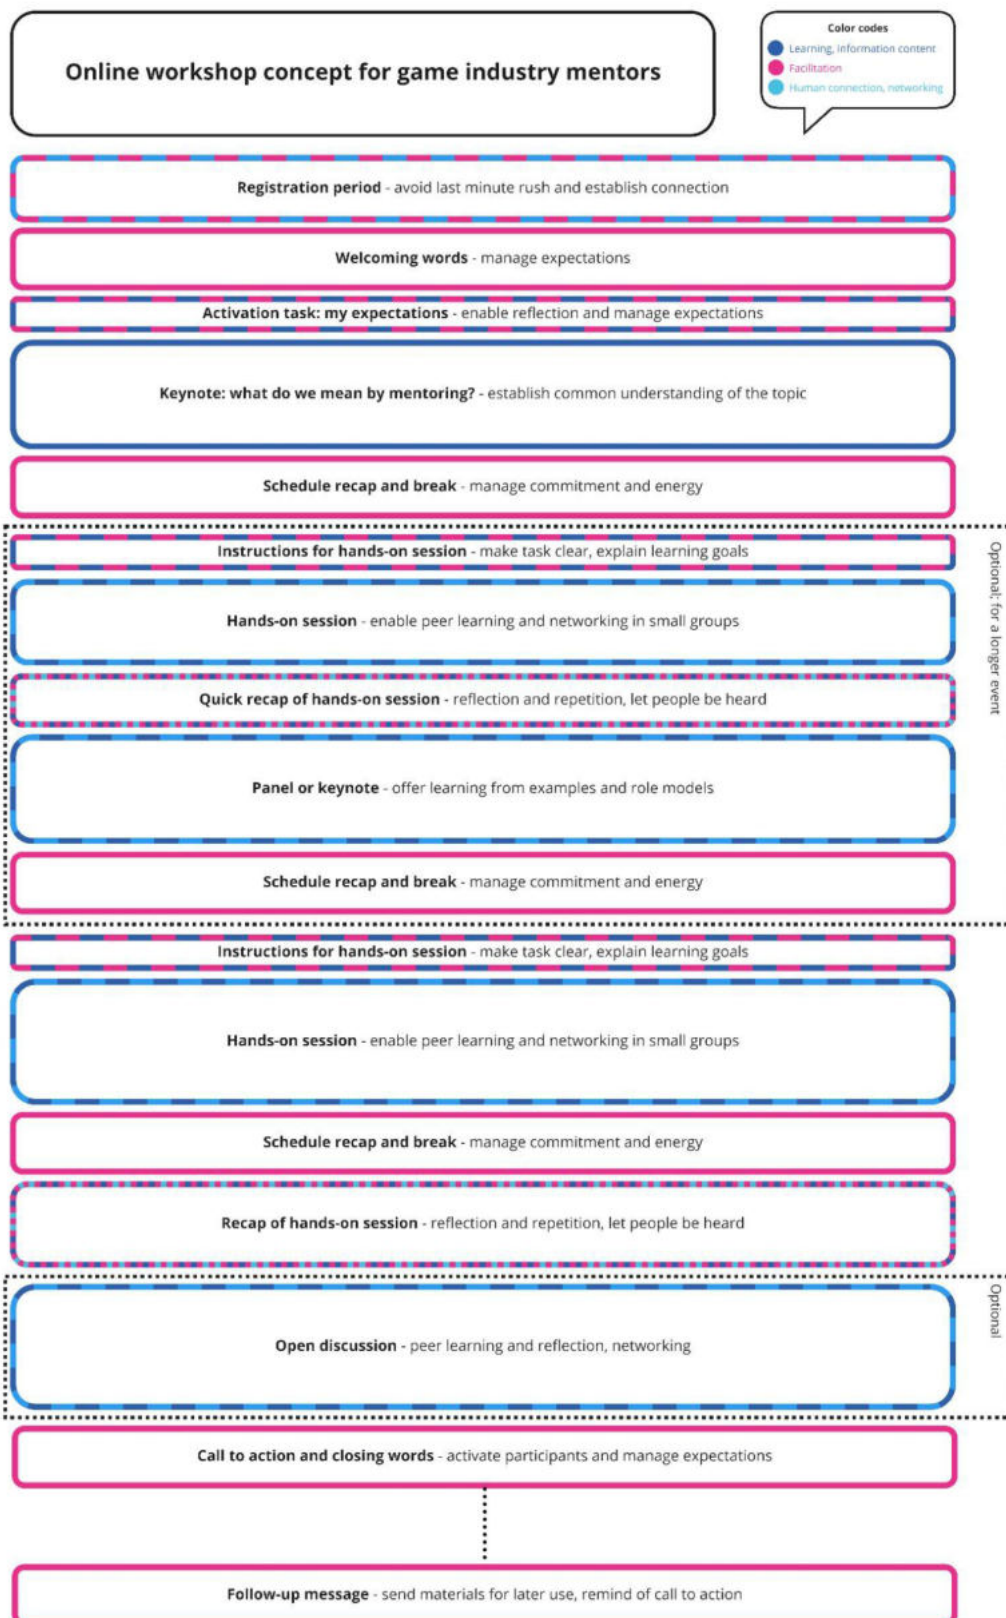 Online workshop concept for game industry mentors
Color codes
Learning, information content
Facilitation
Human connection, networking
Registration period - avoid last minute rush and establish connection
Welcoming words - manage expectations
Activation task: my expectations - enable reflection and manage expectations
Keynote: what do we mean by mentoring? - establish common understanding of the topic
Schedule recap and break - manage commitment and energy
Optional; for a longer event
Instructions for hands-on session - make task clear, explain learning goals
Hands-on session - enable peer learning and networking in small groups
Quick recap of hands-on session - reflection and repetition, let people be heard
Panel or keynote - offer learning from examples and role models
Schedule recap and break - manage commitment and energy
Instructions for hands-on session - make task clear, explain learning goals
Hands-on session - enable peer learning and networking in small groups
Schedule recap and break - manage commitment and energy
Recap of hands-on session - reflection and repetition, let people be heard
Optional
Open discussion - peer learning and reflection, networking
Call to action and closing words - activate participants and manage expectations
Follow-up message - send materials for later use, remind of call to action